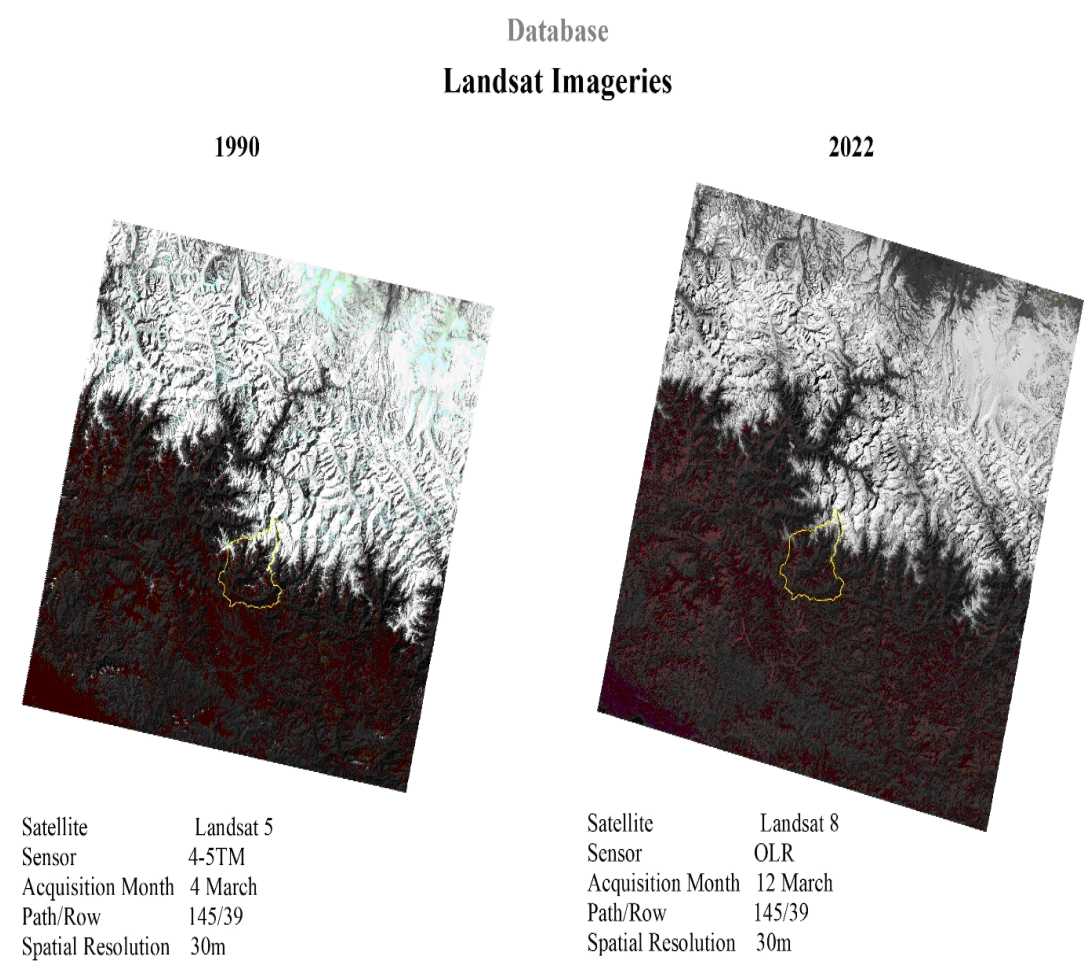 Database
Landsat Imageries
1990
2022
Satellite Landsat 5
Sensor 4-5TM
Acquisition Month 4 March
Path/Row 145/39
Spatial Resolution 30m
Satellite Landsat 8
Sensor OLR
Acquisition Month 12 March
Path/Row 145/39
Spatial Resolution 30m